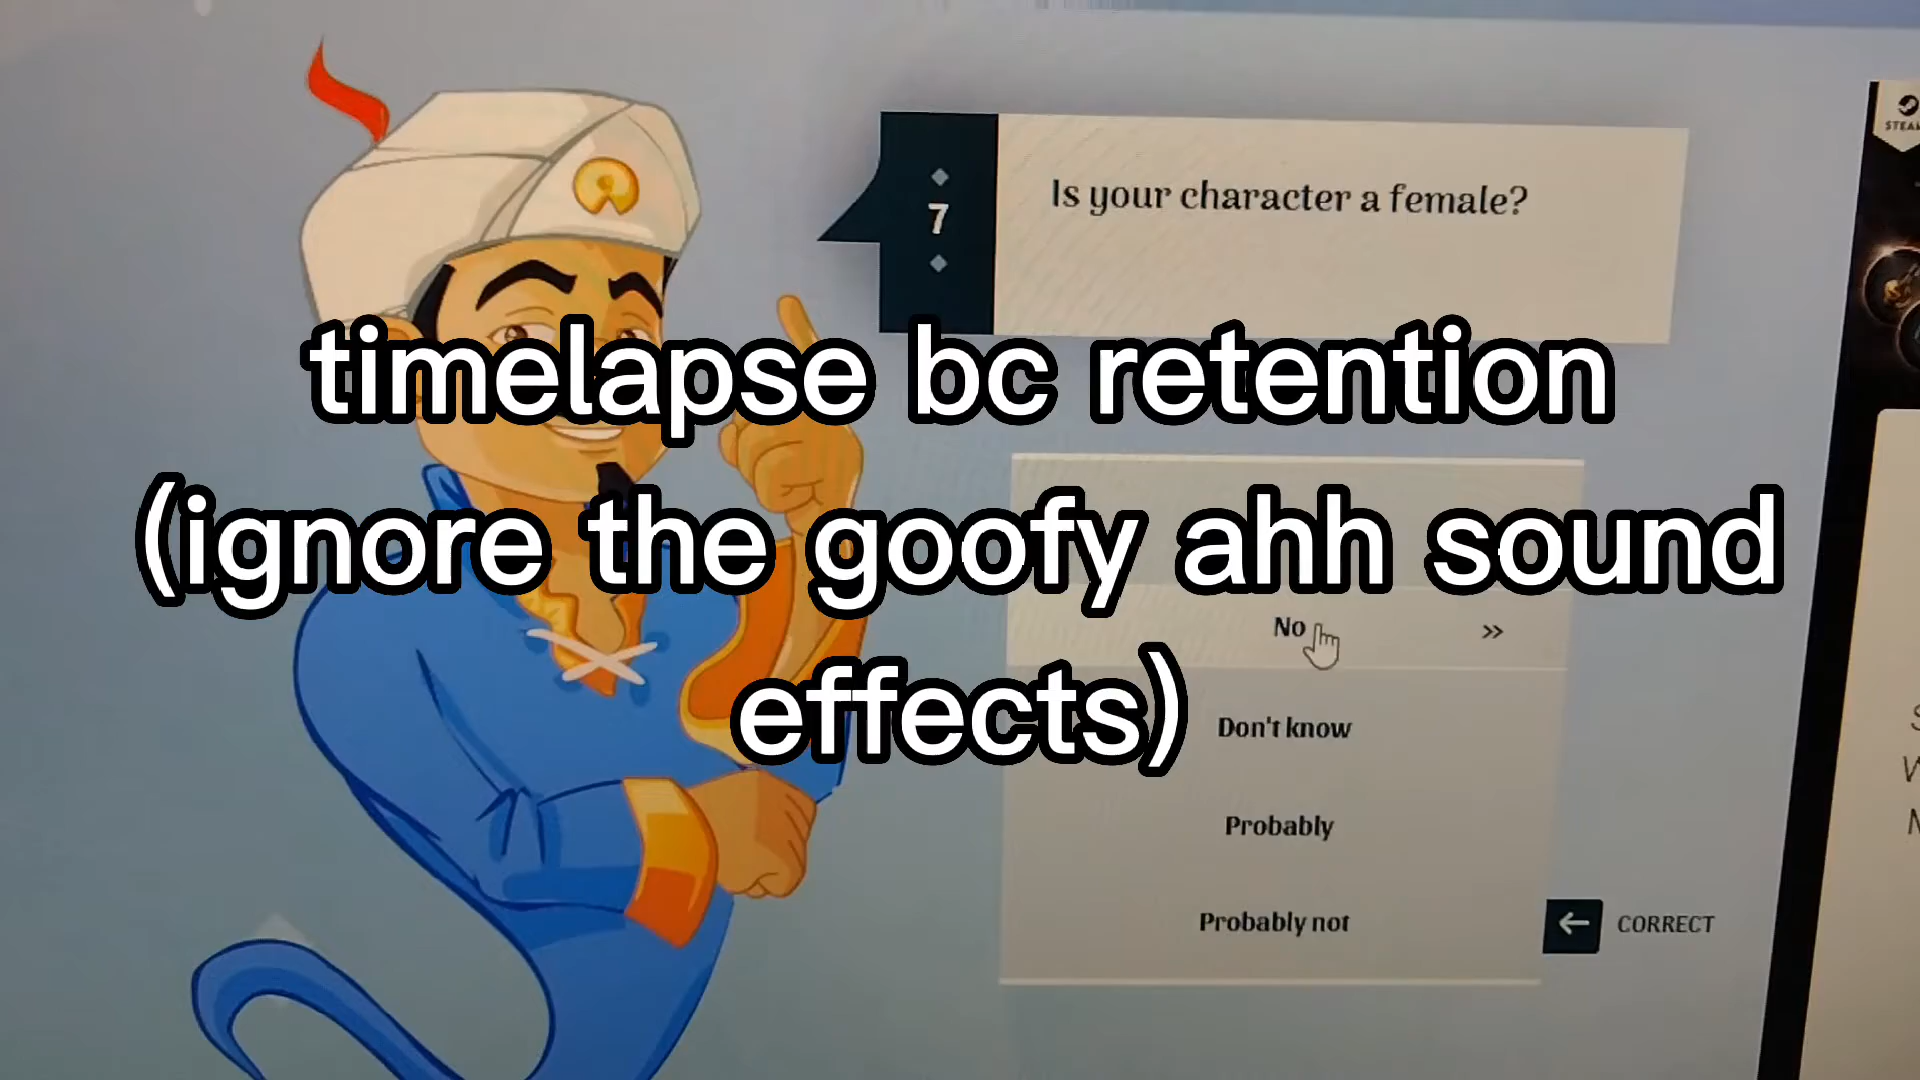 STEAM
7
Is your character a female?
timelapse bc retention
(ignore the goofy ahh sound
effects)
No
Don't know
Probably
Probably not
CORRECT